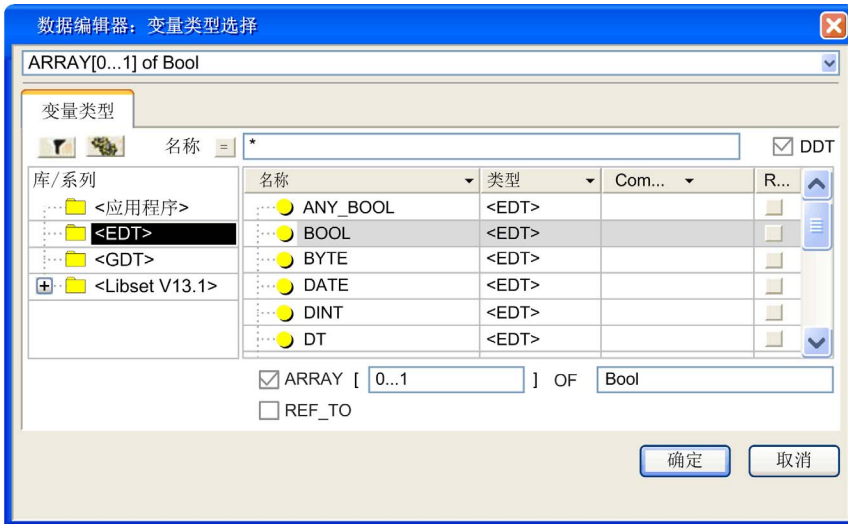 数据编辑器：变量类型选择
ARRAY[0...1] of Bool
变量类型
名称 = * DDT
库/系列
<应用程序>
<EDT>
<GDT>
<Libset V13.1>
名称 类型 Com... R...
ANY_BOOL <EDT>
BOOL <EDT>
BYTE <EDT>
DATE <EDT>
DINT <EDT>
DT <EDT>
ARRAY [ 0...1 ] OF Bool
REF_TO
确定 取消